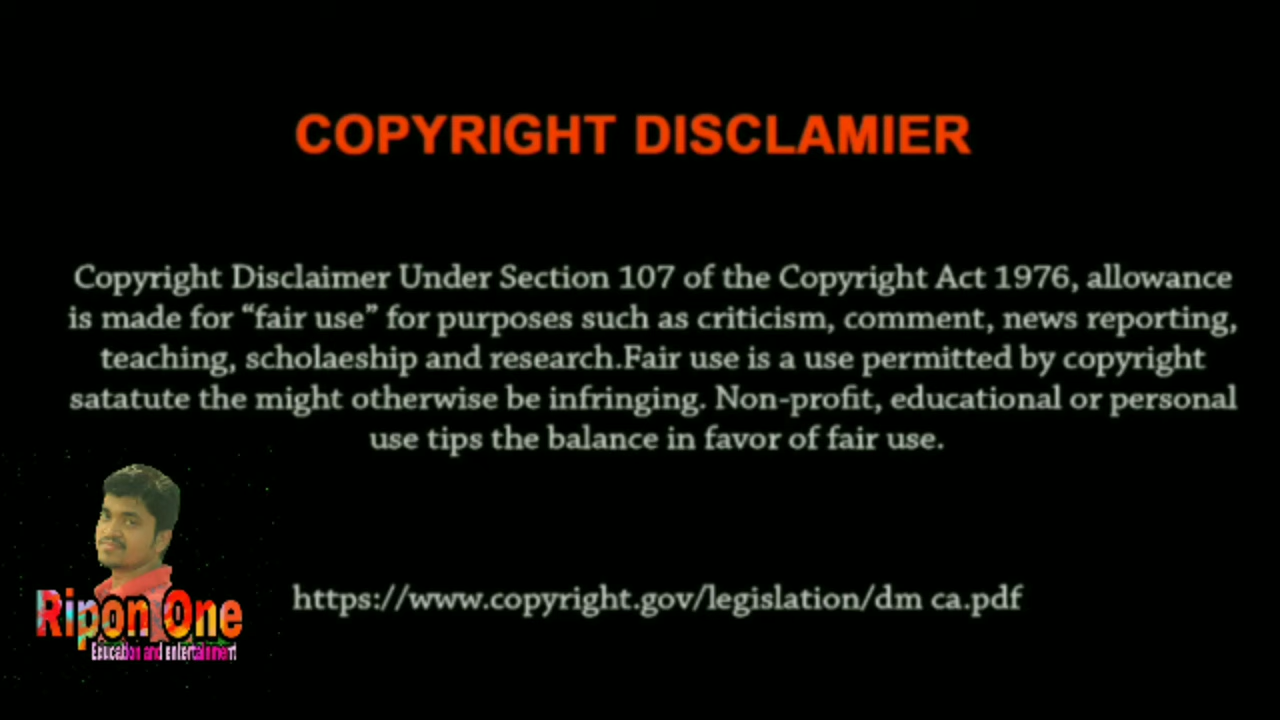 COPYRIGHT DISCLAMIER
Copyright Disclaimer Under Section 107 of the Copyright Act 1976, allowance
is made for “fair use” for purposes such as criticism, comment, news reporting,
teaching, scholaeship and research.Fair use is a use permitted by copyright
satatute the might otherwise be infringing. Non-profit, educational or personal
use tips the balance in favor of fair use.
https://www.copyright.gov/legislation/dm ca.pdf
Ripon One
Education and entertainment